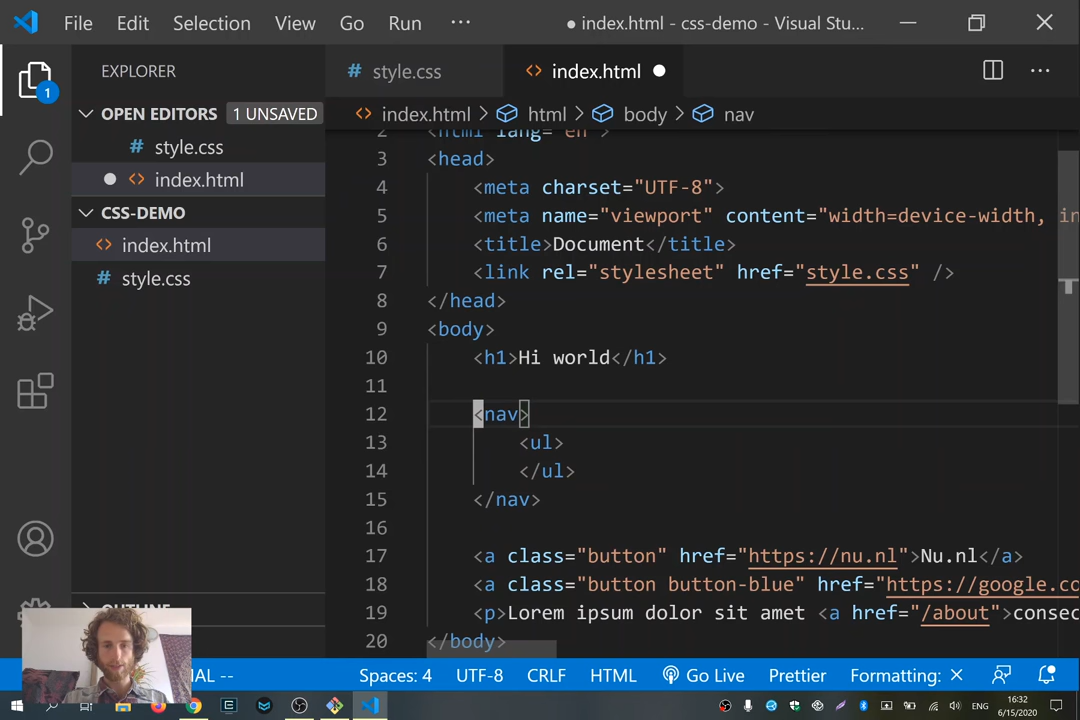 File Edit Selection View Go Run ··· ● index.html - css-demo - Visual Stu...
EXPLORER
OPEN EDITORS 1 UNSAVED
# style.css
● <> index.html
CSS-DEMO
<> index.html
# style.css
1
# style.css <> index.html ●
<> index.html > html > body > nav
2 <html lang="en">
3 <head>
4 <meta charset="UTF-8">
5 <meta name="viewport" content="width=device-width, in
6 <title>Document</title>
7 <link rel="stylesheet" href="style.css" />
8 </head>
9 <body>
10 <h1>Hi world</h1>
11
12 <nav>
13 <ul>
14 </ul>
15 </nav>
16
17 <a class="button" href="https://nu.nl">Nu.nl</a>
18 <a class="button button-blue" href="https://google.co
19 <p>Lorem ipsum dolor sit amet <a href="/about">consec
20 </body>
OUTLINE
AL -- Spaces: 4 UTF-8 CRLF HTML Go Live Prettier Formatting: ×
ENG 16:32
6/15/2020